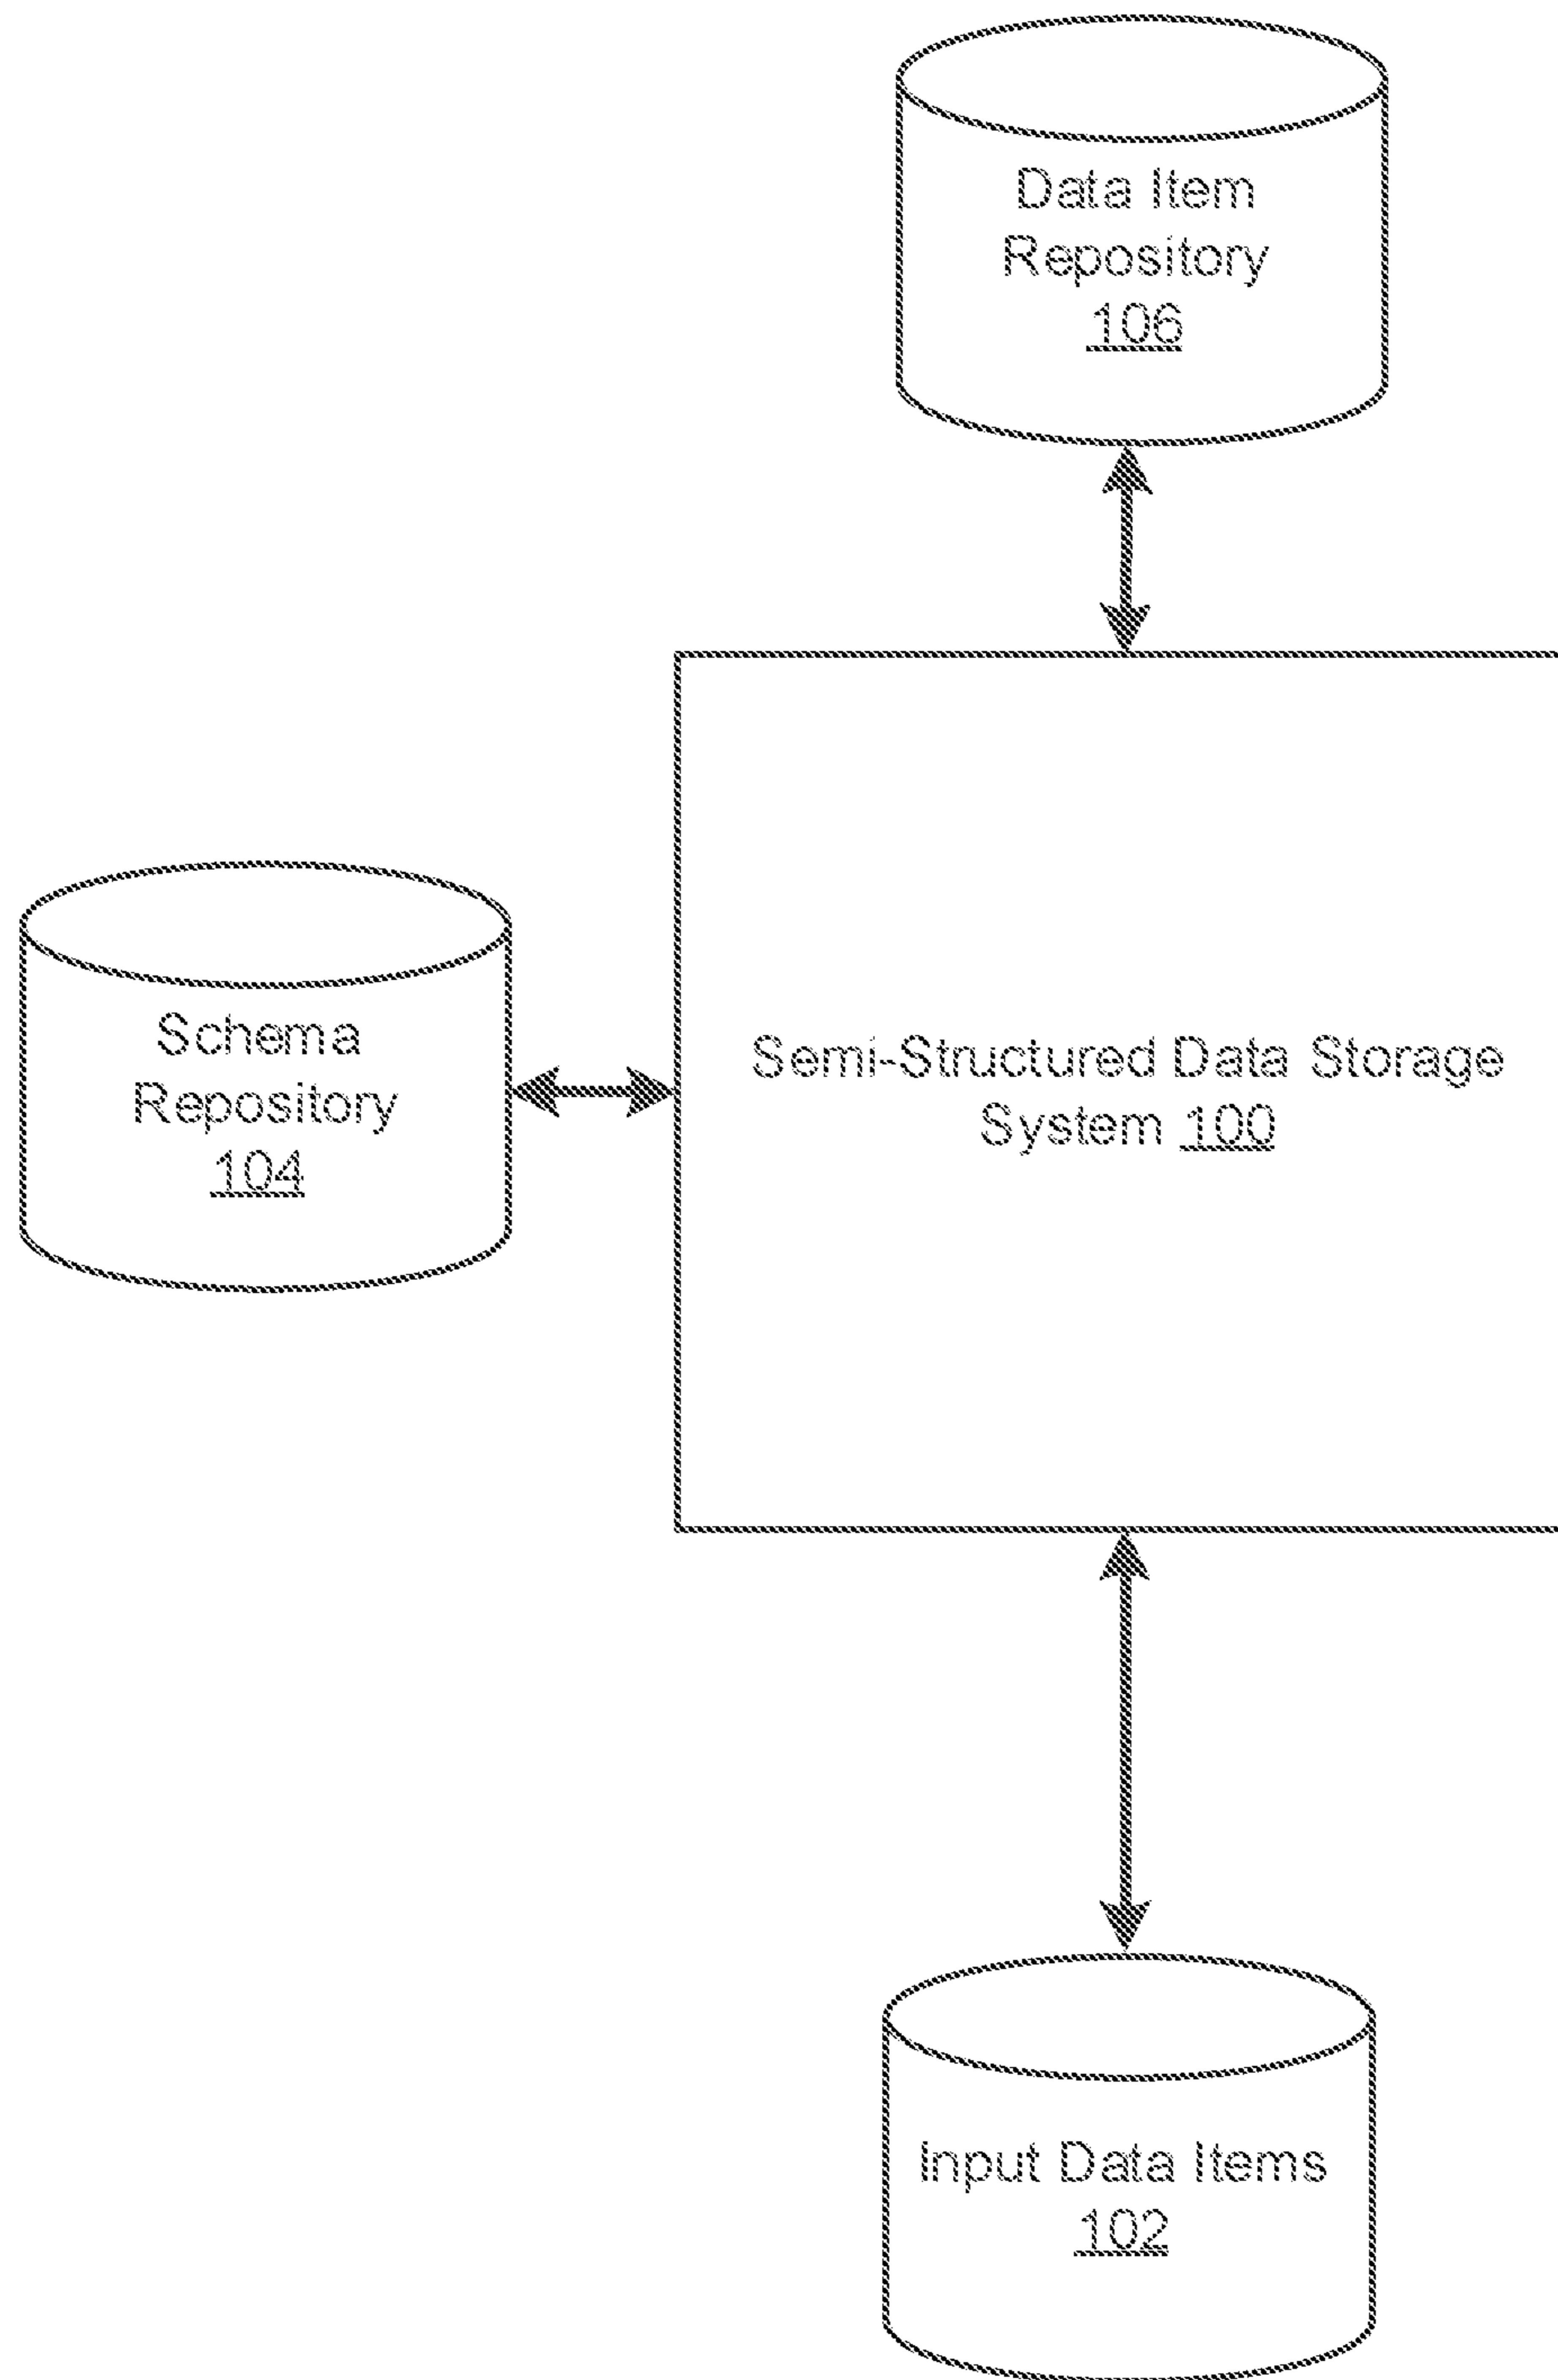 Data Item
Repository
106
Schema
Repository
104
Semi-Structured Data Storage
System 100
Input Data Items
102